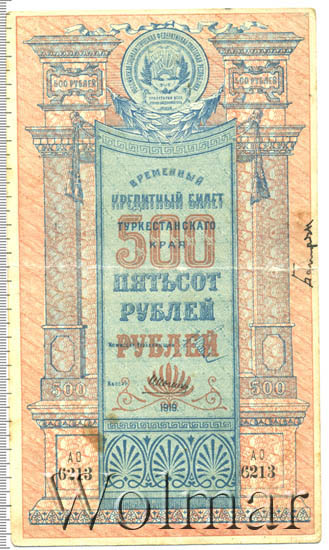 500 РУБЛЕЙ
500 РУБЛЕЙ
ВРЕМЕННЫЙ
КРЕДИТНЫЙ БИЛЕТ
ТУРКЕСТАНСКАГО
КРАЯ
500
ПЯТЬСОТ
РУБЛЕЙ
РУБЛЕЙ
500
500
1919.
АО
6213
АО
6213
Wolmar